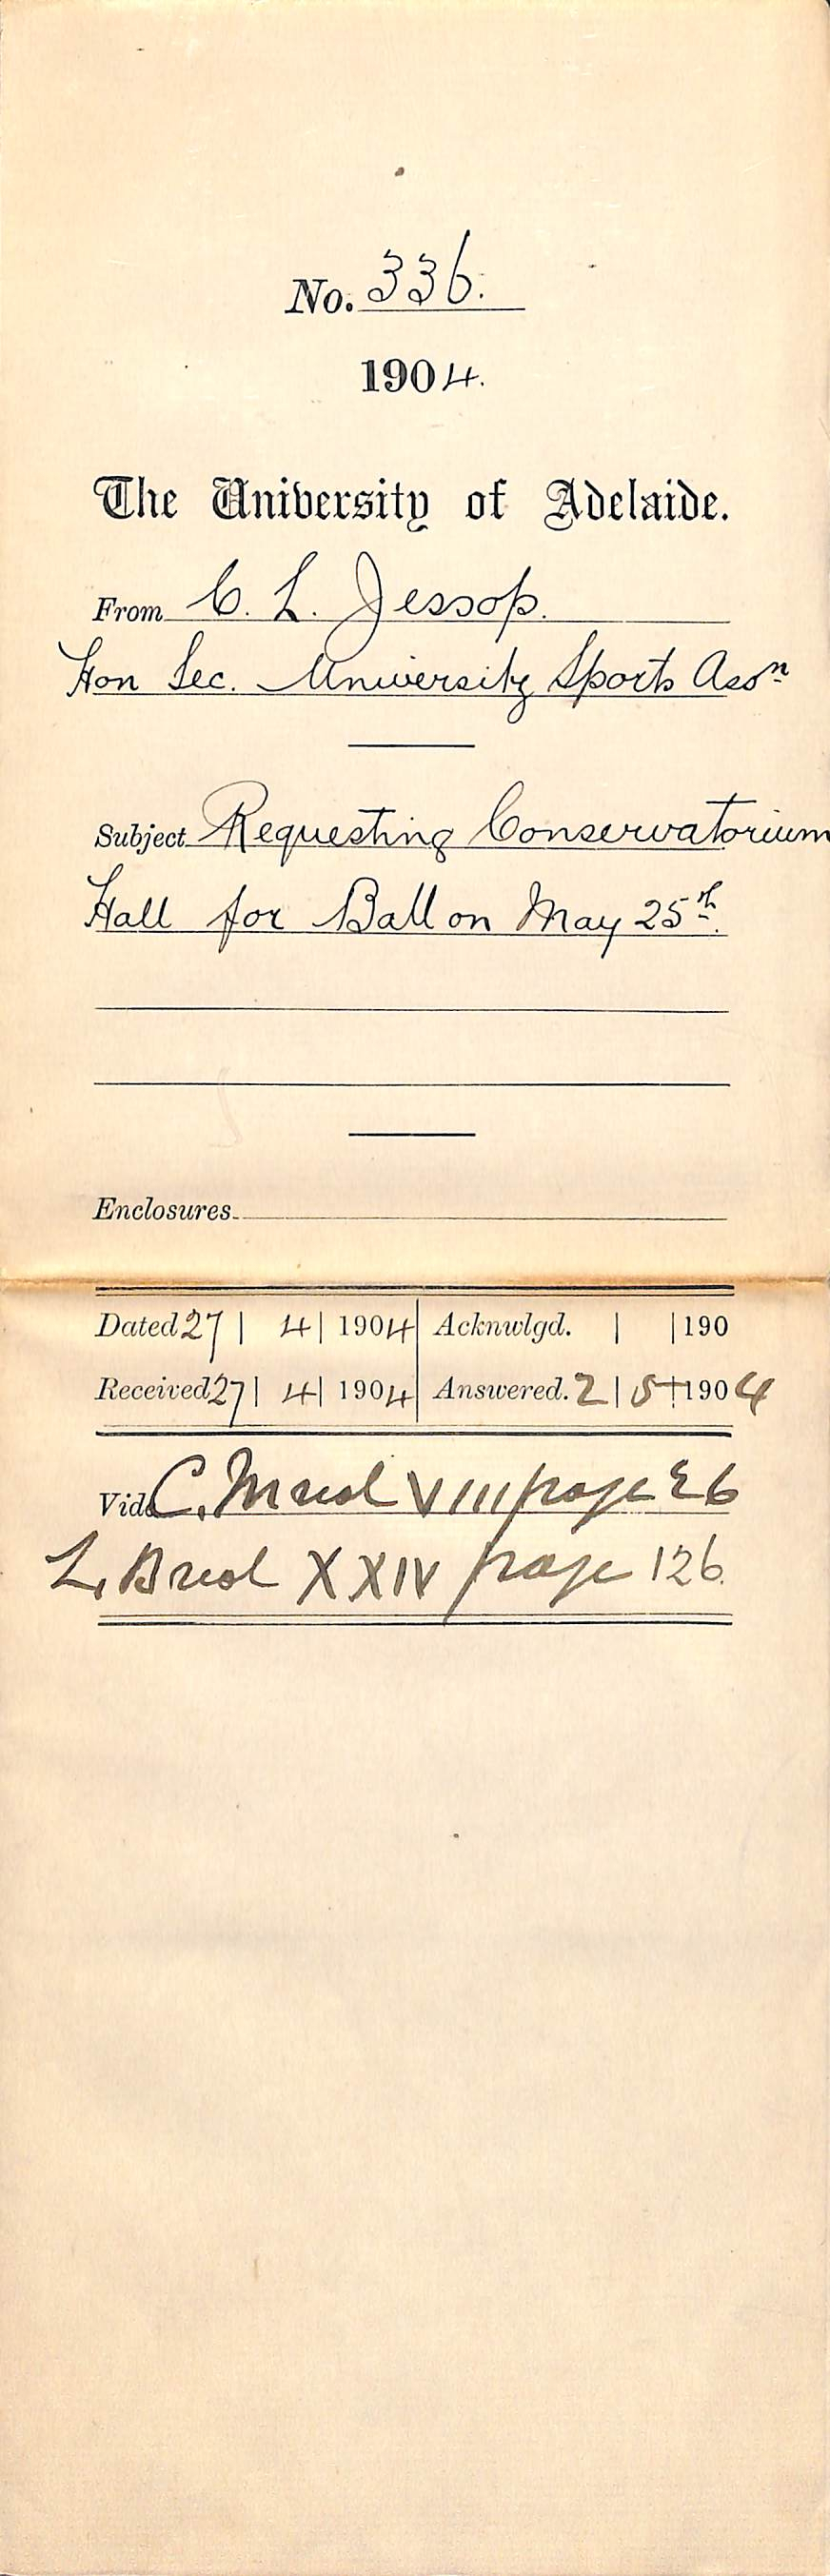 No. 336.
1904.
The University of Adelaide.
From C. L. Jessop.
Hon Sec. University Sports Assn
Subject Requesting Conservatorium
Hall for Ball on May 25th.
Enclosures
Dated 27 | 4 | 1904 Acknwlgd. | | 190
Received 27 | 4 | 1904 Answered. 2 | 5 | 1904
Vide C. M vol VIII page 26
L. B vol XXIV page 126.